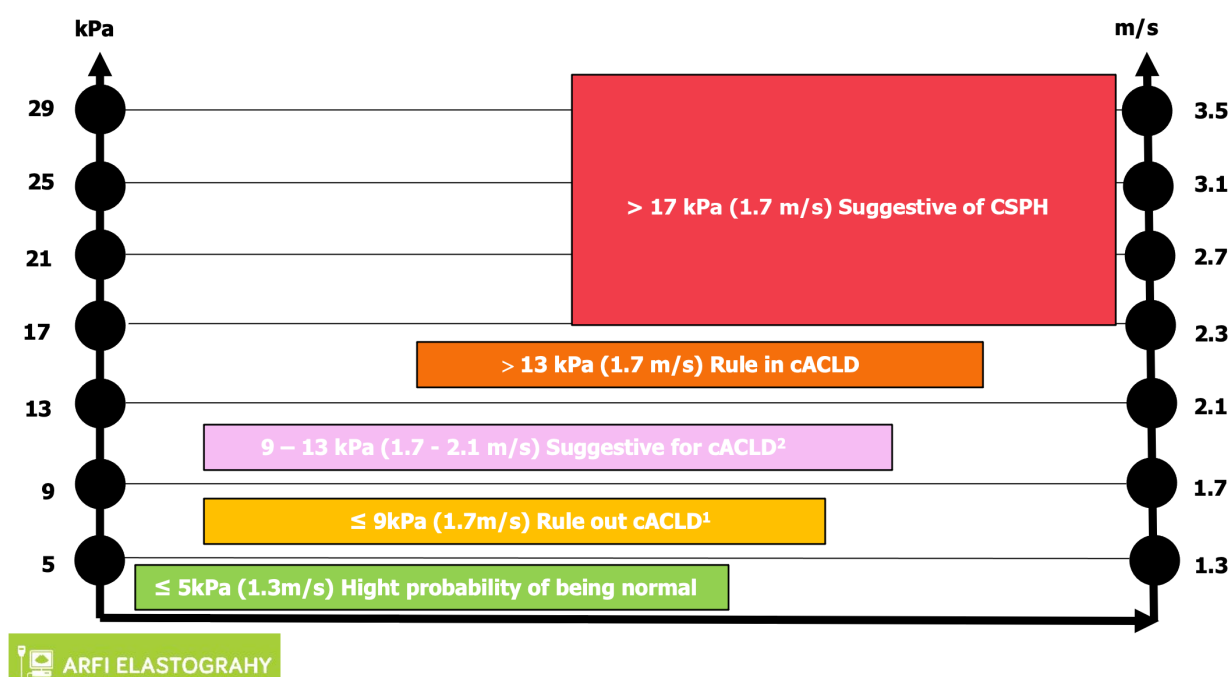 kPa
m/s
29
3.5
25
3.1
> 17 kPa (1.7 m/s) Suggestive of CSPH
21
2.7
17
2.3
> 13 kPa (1.7 m/s) Rule in cACLD
13
2.1
9 – 13 kPa (1.7 - 2.1 m/s) Suggestive for cACLD²
9
1.7
≤ 9kPa (1.7m/s) Rule out cACLD¹
5
1.3
≤ 5kPa (1.3m/s) Hight probability of being normal
ARFI ELASTOGRAHY